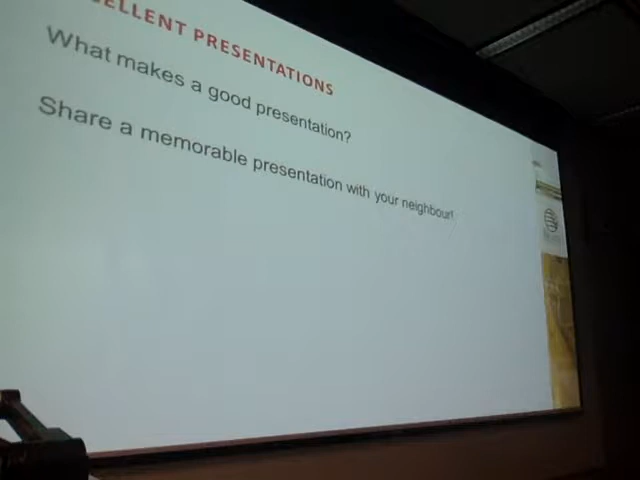 ELLENT PRESENTATIONS
What makes a good presentation?
Share a memorable presentation with your neighbour!